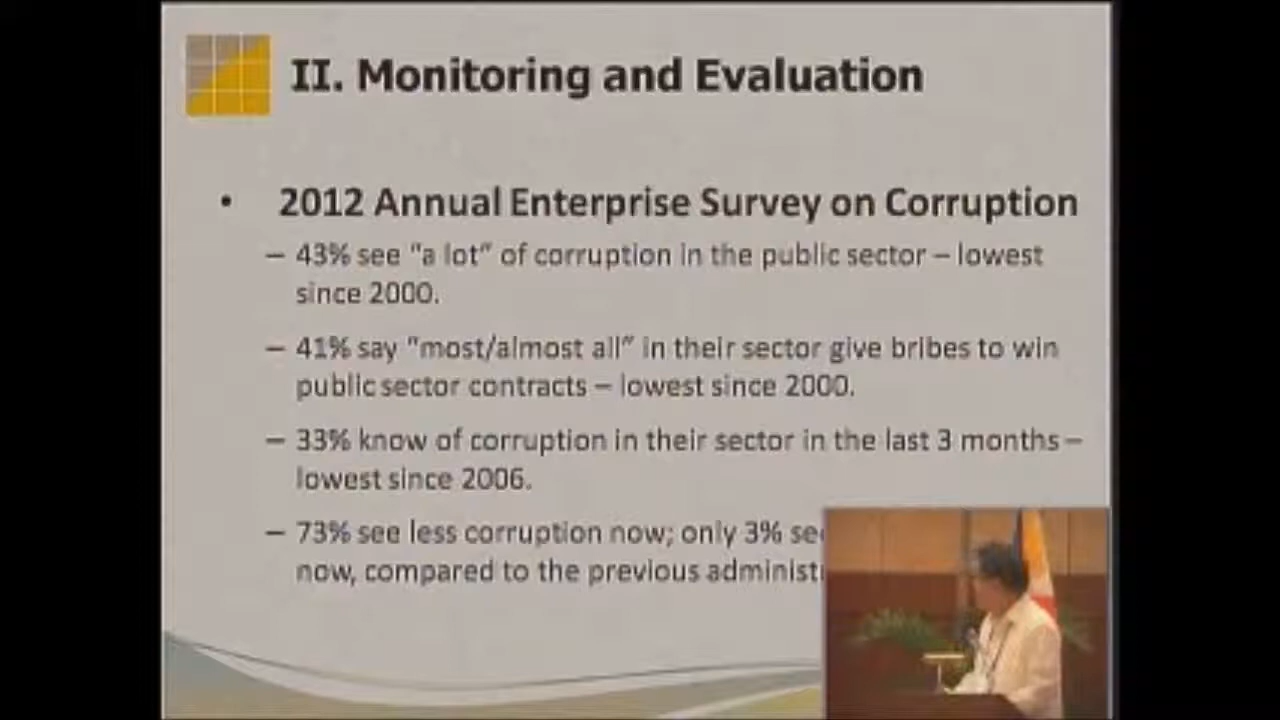 II. Monitoring and Evaluation
• 2012 Annual Enterprise Survey on Corruption
– 43% see “a lot” of corruption in the public sector – lowest
since 2000.
– 41% say “most/almost all” in their sector give bribes to win
public sector contracts – lowest since 2000.
– 33% know of corruption in their sector in the last 3 months –
lowest since 2006.
– 73% see less corruption now; only 3%
now, compared to the previous